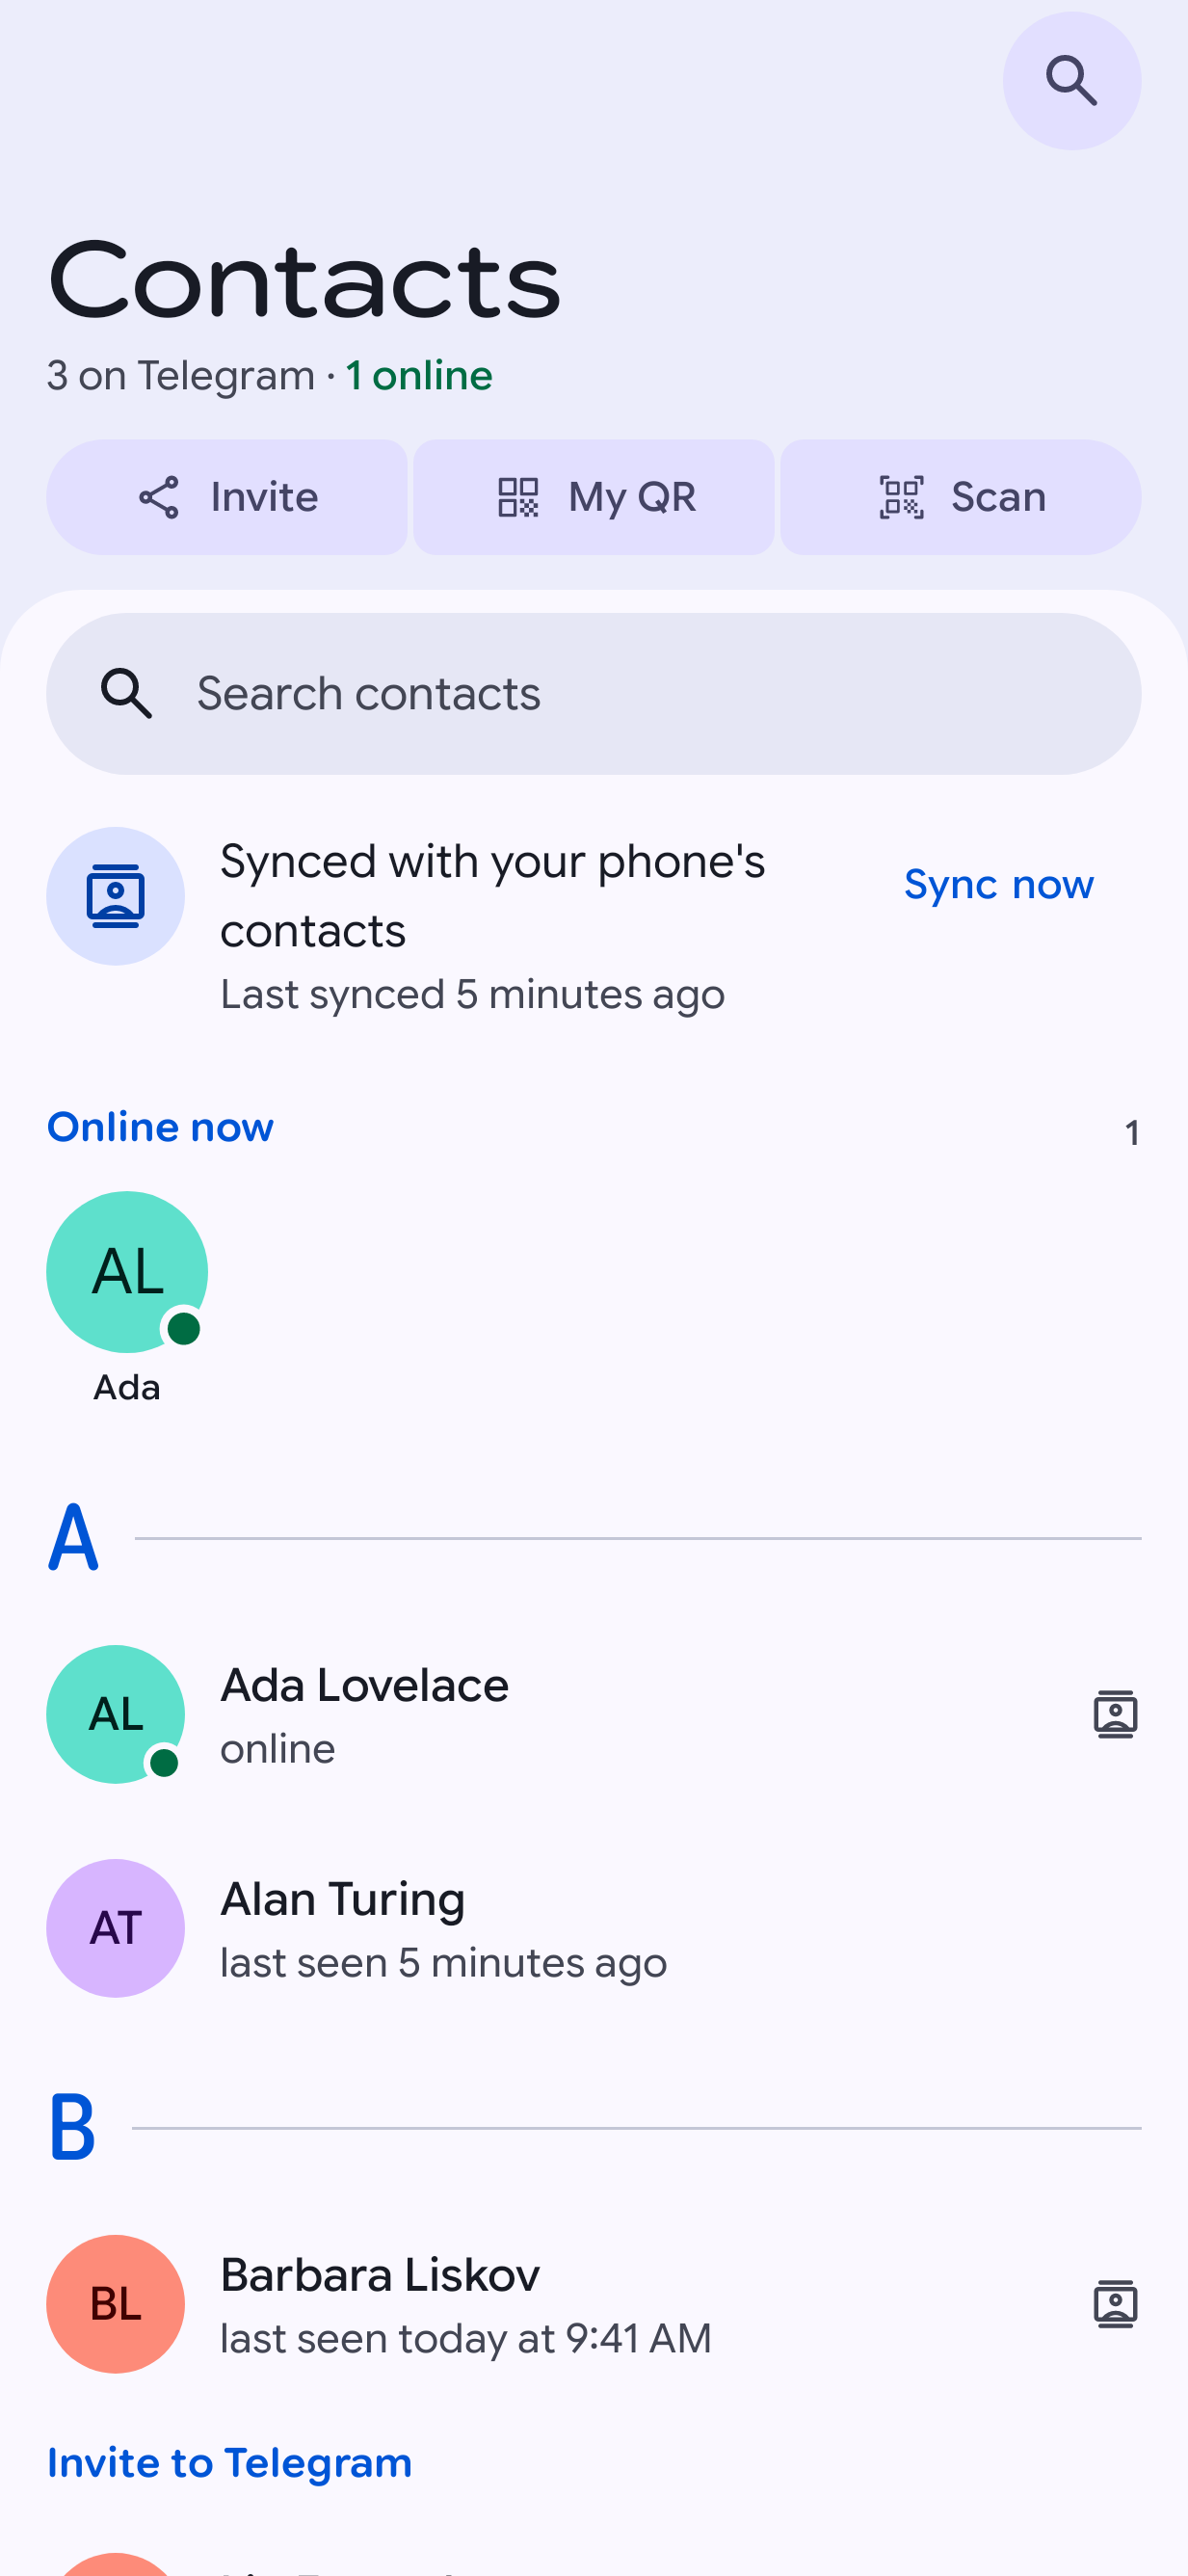 Contacts
3 on Telegram · 1 online
Invite
My QR
Scan
Search contacts
Synced with your phone's
contacts
Last synced 5 minutes ago
Sync now
Online now
1
AL
Ada
A
AL
Ada Lovelace
online
AT
Alan Turing
last seen 5 minutes ago
B
BL
Barbara Liskov
last seen today at 9:41 AM
Invite to Telegram